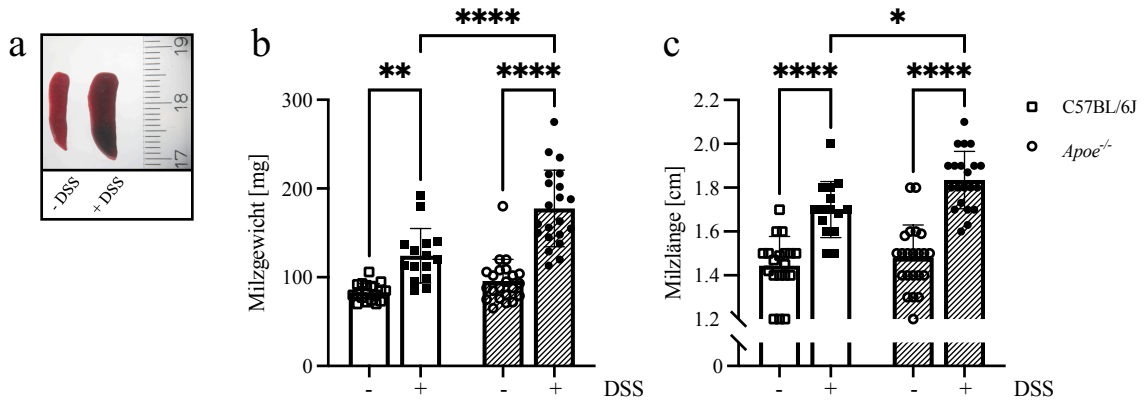 a
19
18
17
- DSS
+ DSS
b
****
**
****
Milzgewicht [mg]
300
200
100
0
-
+
-
+
DSS
c
*
****
****
Milzlänge [cm]
2.2
2.0
1.8
1.6
1.4
1.2
0
-
+
-
+
DSS
C57BL/6J
Apoe-/-